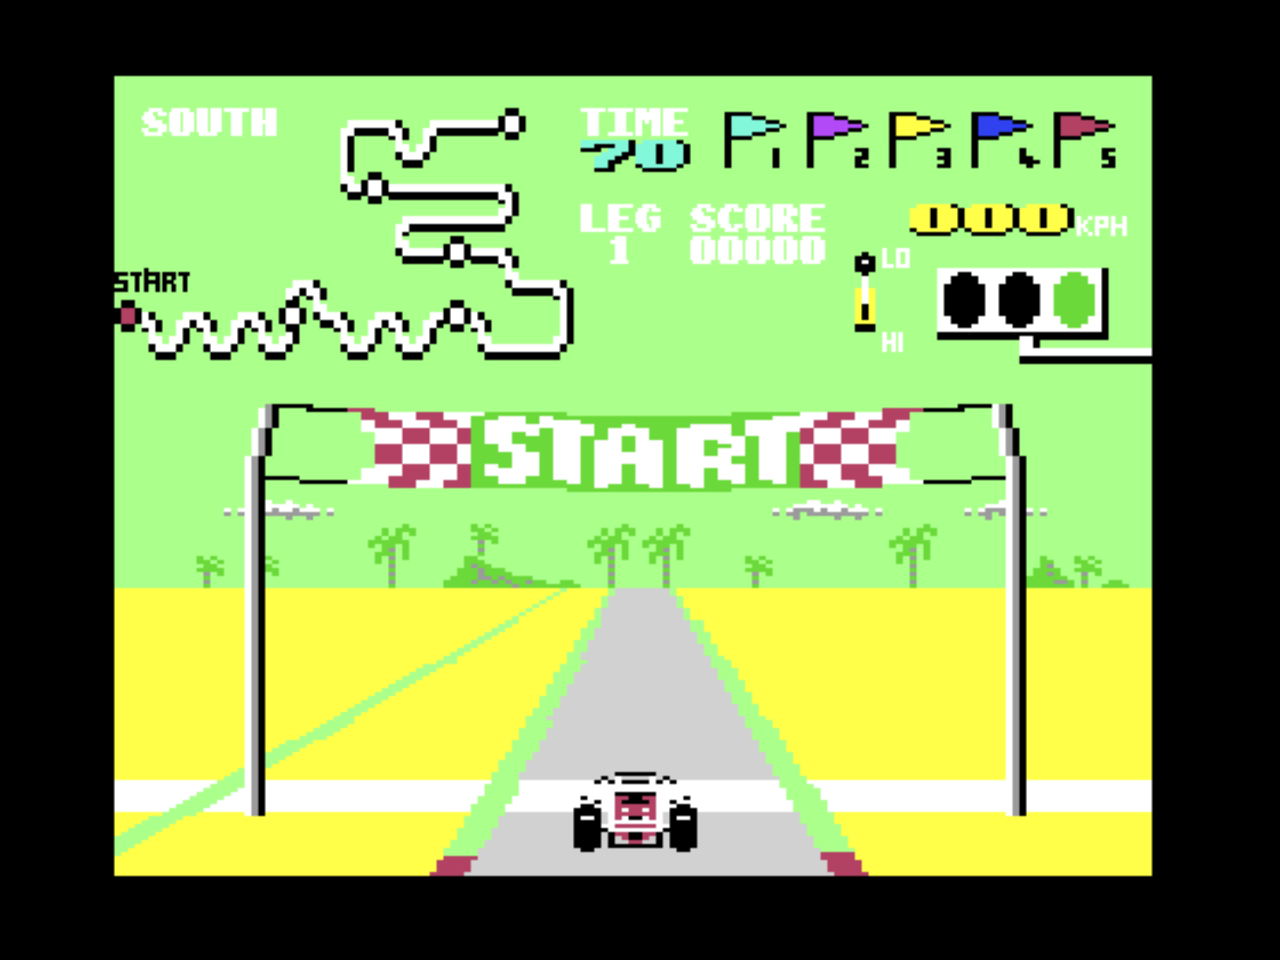 SOUTH
TIME
70
1 2 3 4 5
LEG SCORE
1 00000
000 KPH
LO
HI
START
START